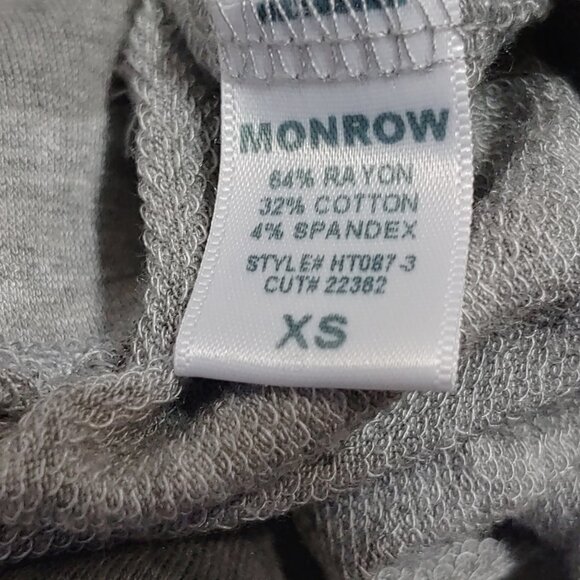 MONROW
64% RAYON
32% COTTON
4% SPANDEX
STYLE# HT087-3
CUT# 22382
XS